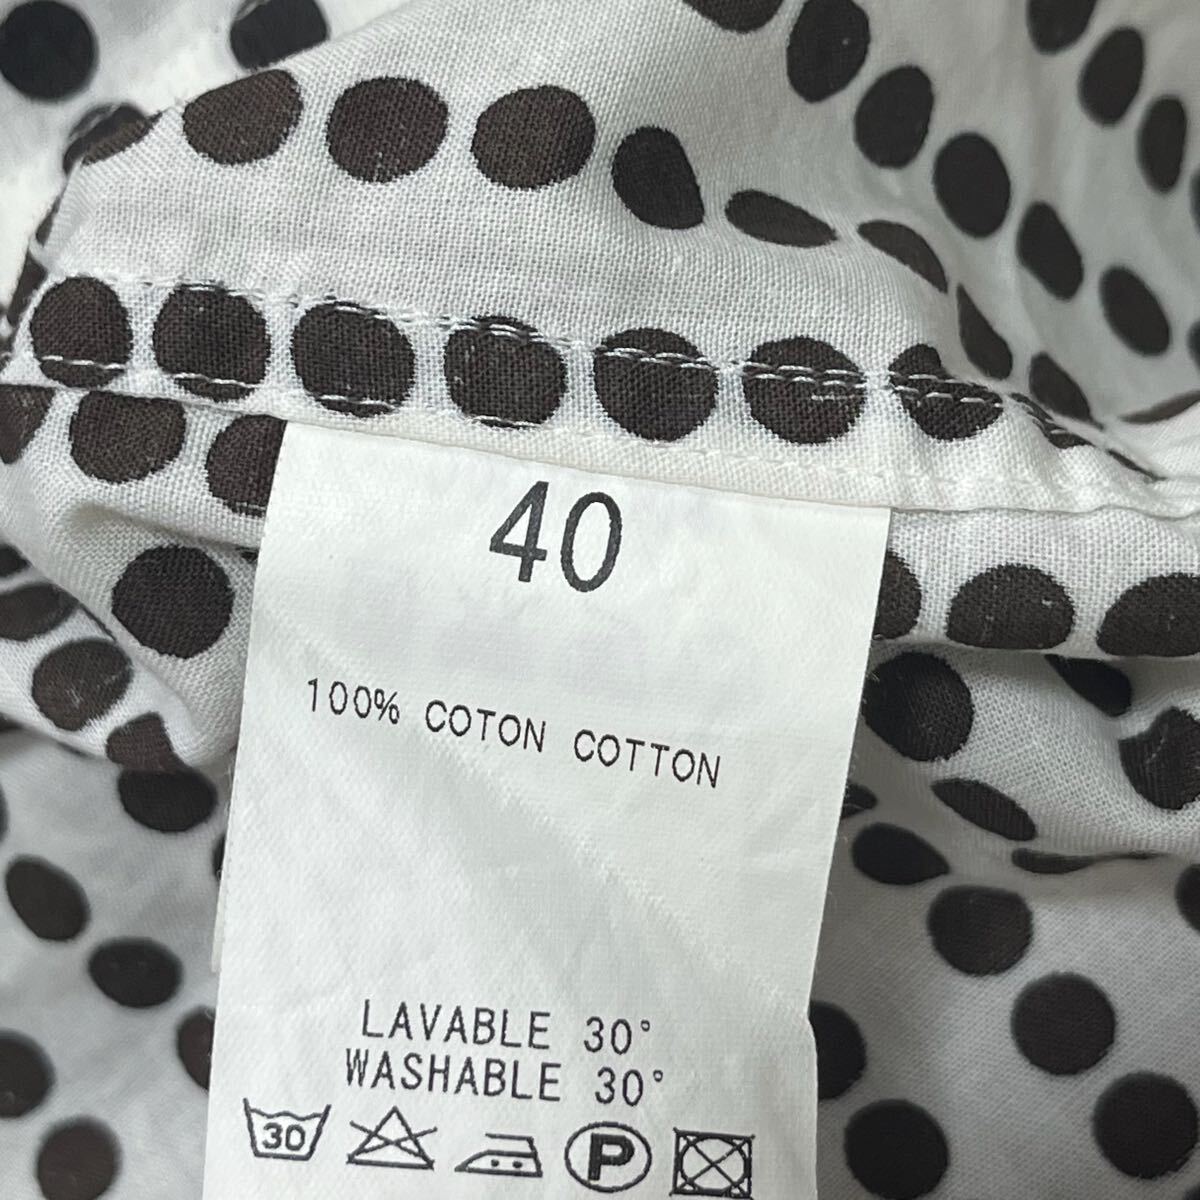 40
100% COTON COTTON
LAVABLE 30°
WASHABLE 30°
30 P